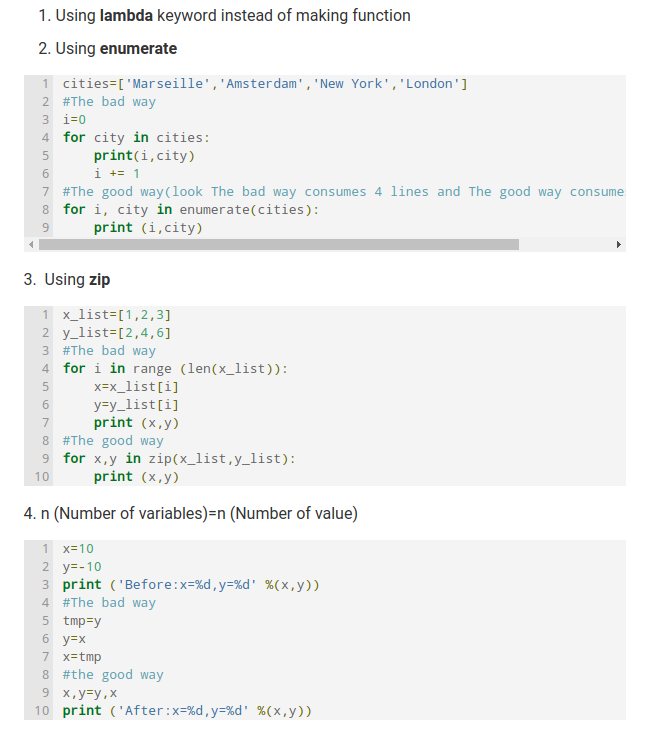 1. Using lambda keyword instead of making function
2. Using enumerate
1 cities=['Marseille','Amsterdam','New York','London']
2 #The bad way
3 i=0
4 for city in cities:
5     print(i,city)
6     i += 1
7 #The good way(look The bad way consumes 4 lines and The good way consume
8 for i, city in enumerate(cities):
9     print (i,city)
3. Using zip
1 x_list=[1,2,3]
2 y_list=[2,4,6]
3 #The bad way
4 for i in range (len(x_list)):
5     x=x_list[i]
6     y=y_list[i]
7     print (x,y)
8 #The good way
9 for x,y in zip(x_list,y_list):
10     print (x,y)
4. n (Number of variables)=n (Number of value)
1 x=10
2 y=-10
3 print ('Before:x=%d,y=%d' %(x,y))
4 #The bad way
5 tmp=y
6 y=x
7 x=tmp
8 #the good way
9 x,y=y,x
10 print ('After:x=%d,y=%d' %(x,y))